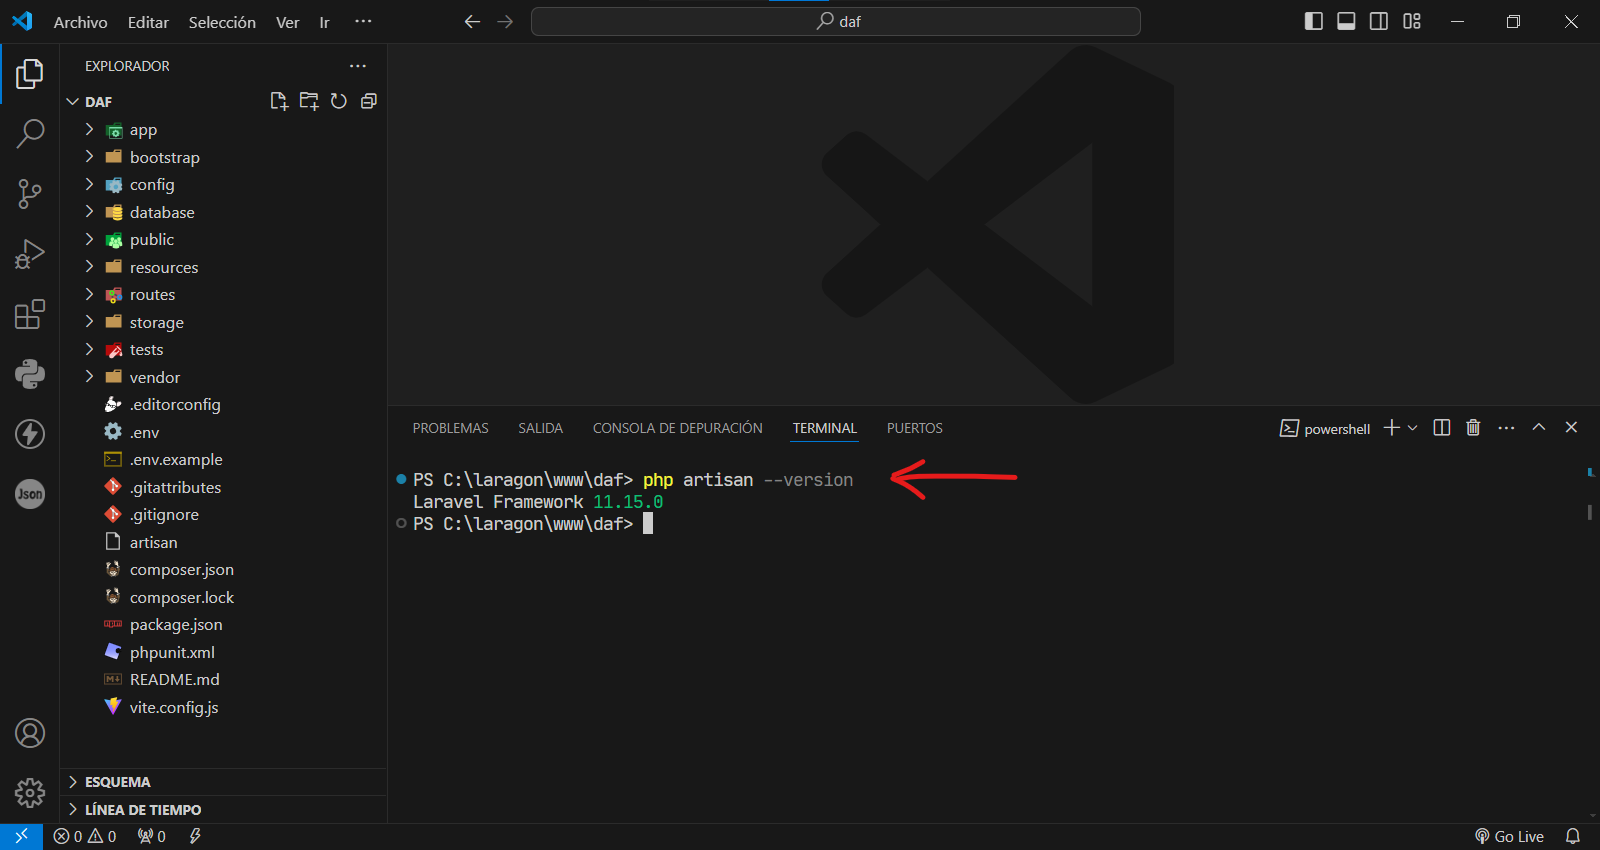 Archivo Editar Selección Ver Ir ···
daf
EXPLORADOR
DAF
app
bootstrap
config
database
public
resources
routes
storage
tests
vendor
.editorconfig
.env
.env.example
.gitattributes
.gitignore
artisan
composer.json
composer.lock
package.json
phpunit.xml
README.md
vite.config.js
ESQUEMA
LÍNEA DE TIEMPO
Json
PROBLEMAS SALIDA CONSOLA DE DEPURACIÓN TERMINAL PUERTOS
powershell
PS C:\laragon\www\daf> php artisan --version
Laravel Framework 11.15.0
PS C:\laragon\www\daf>
0 0 0
Go Live